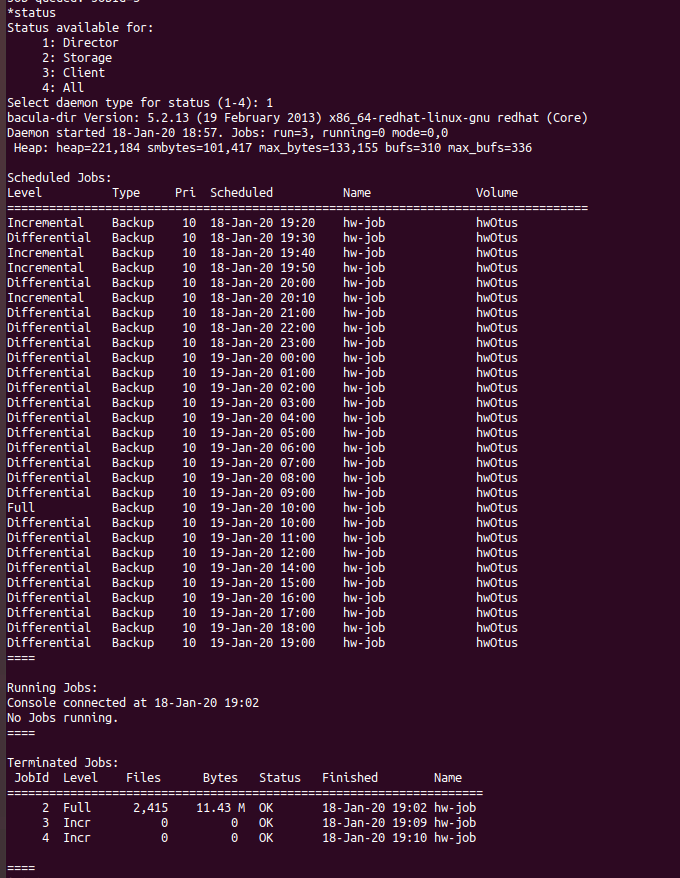 *status
Status available for:
     1: Director
     2: Storage
     3: Client
     4: All
Select daemon type for status (1-4): 1
bacula-dir Version: 5.2.13 (19 February 2013) x86_64-redhat-linux-gnu redhat (Core)
Daemon started 18-Jan-20 18:57. Jobs: run=3, running=0 mode=0,0
 Heap: heap=221,184 smbytes=101,417 max_bytes=133,155 bufs=310 max_bufs=336
Scheduled Jobs:
Level          Type     Pri  Scheduled          Name               Volume
===================================================================================
Incremental    Backup    10  18-Jan-20 19:20    hw-job             hwOtus
Differential   Backup    10  18-Jan-20 19:30    hw-job             hwOtus
Incremental    Backup    10  18-Jan-20 19:40    hw-job             hwOtus
Incremental    Backup    10  18-Jan-20 19:50    hw-job             hwOtus
Differential   Backup    10  18-Jan-20 20:00    hw-job             hwOtus
Incremental    Backup    10  18-Jan-20 20:10    hw-job             hwOtus
Differential   Backup    10  18-Jan-20 21:00    hw-job             hwOtus
Differential   Backup    10  18-Jan-20 22:00    hw-job             hwOtus
Differential   Backup    10  18-Jan-20 23:00    hw-job             hwOtus
Differential   Backup    10  19-Jan-20 00:00    hw-job             hwOtus
Differential   Backup    10  19-Jan-20 01:00    hw-job             hwOtus
Differential   Backup    10  19-Jan-20 02:00    hw-job             hwOtus
Differential   Backup    10  19-Jan-20 03:00    hw-job             hwOtus
Differential   Backup    10  19-Jan-20 04:00    hw-job             hwOtus
Differential   Backup    10  19-Jan-20 05:00    hw-job             hwOtus
Differential   Backup    10  19-Jan-20 06:00    hw-job             hwOtus
Differential   Backup    10  19-Jan-20 07:00    hw-job             hwOtus
Differential   Backup    10  19-Jan-20 08:00    hw-job             hwOtus
Differential   Backup    10  19-Jan-20 09:00    hw-job             hwOtus
Full           Backup    10  19-Jan-20 10:00    hw-job             hwOtus
Differential   Backup    10  19-Jan-20 10:00    hw-job             hwOtus
Differential   Backup    10  19-Jan-20 11:00    hw-job             hwOtus
Differential   Backup    10  19-Jan-20 12:00    hw-job             hwOtus
Differential   Backup    10  19-Jan-20 14:00    hw-job             hwOtus
Differential   Backup    10  19-Jan-20 15:00    hw-job             hwOtus
Differential   Backup    10  19-Jan-20 16:00    hw-job             hwOtus
Differential   Backup    10  19-Jan-20 17:00    hw-job             hwOtus
Differential   Backup    10  19-Jan-20 18:00    hw-job             hwOtus
Differential   Backup    10  19-Jan-20 19:00    hw-job             hwOtus
====
Running Jobs:
Console connected at 18-Jan-20 19:02
No Jobs running.
====
Terminated Jobs:
 JobId  Level    Files      Bytes   Status   Finished        Name
====================================================================
     2  Full      2,415    11.43 M  OK       18-Jan-20 19:02 hw-job
     3  Incr          0         0   OK       18-Jan-20 19:09 hw-job
     4  Incr          0         0   OK       18-Jan-20 19:10 hw-job
====